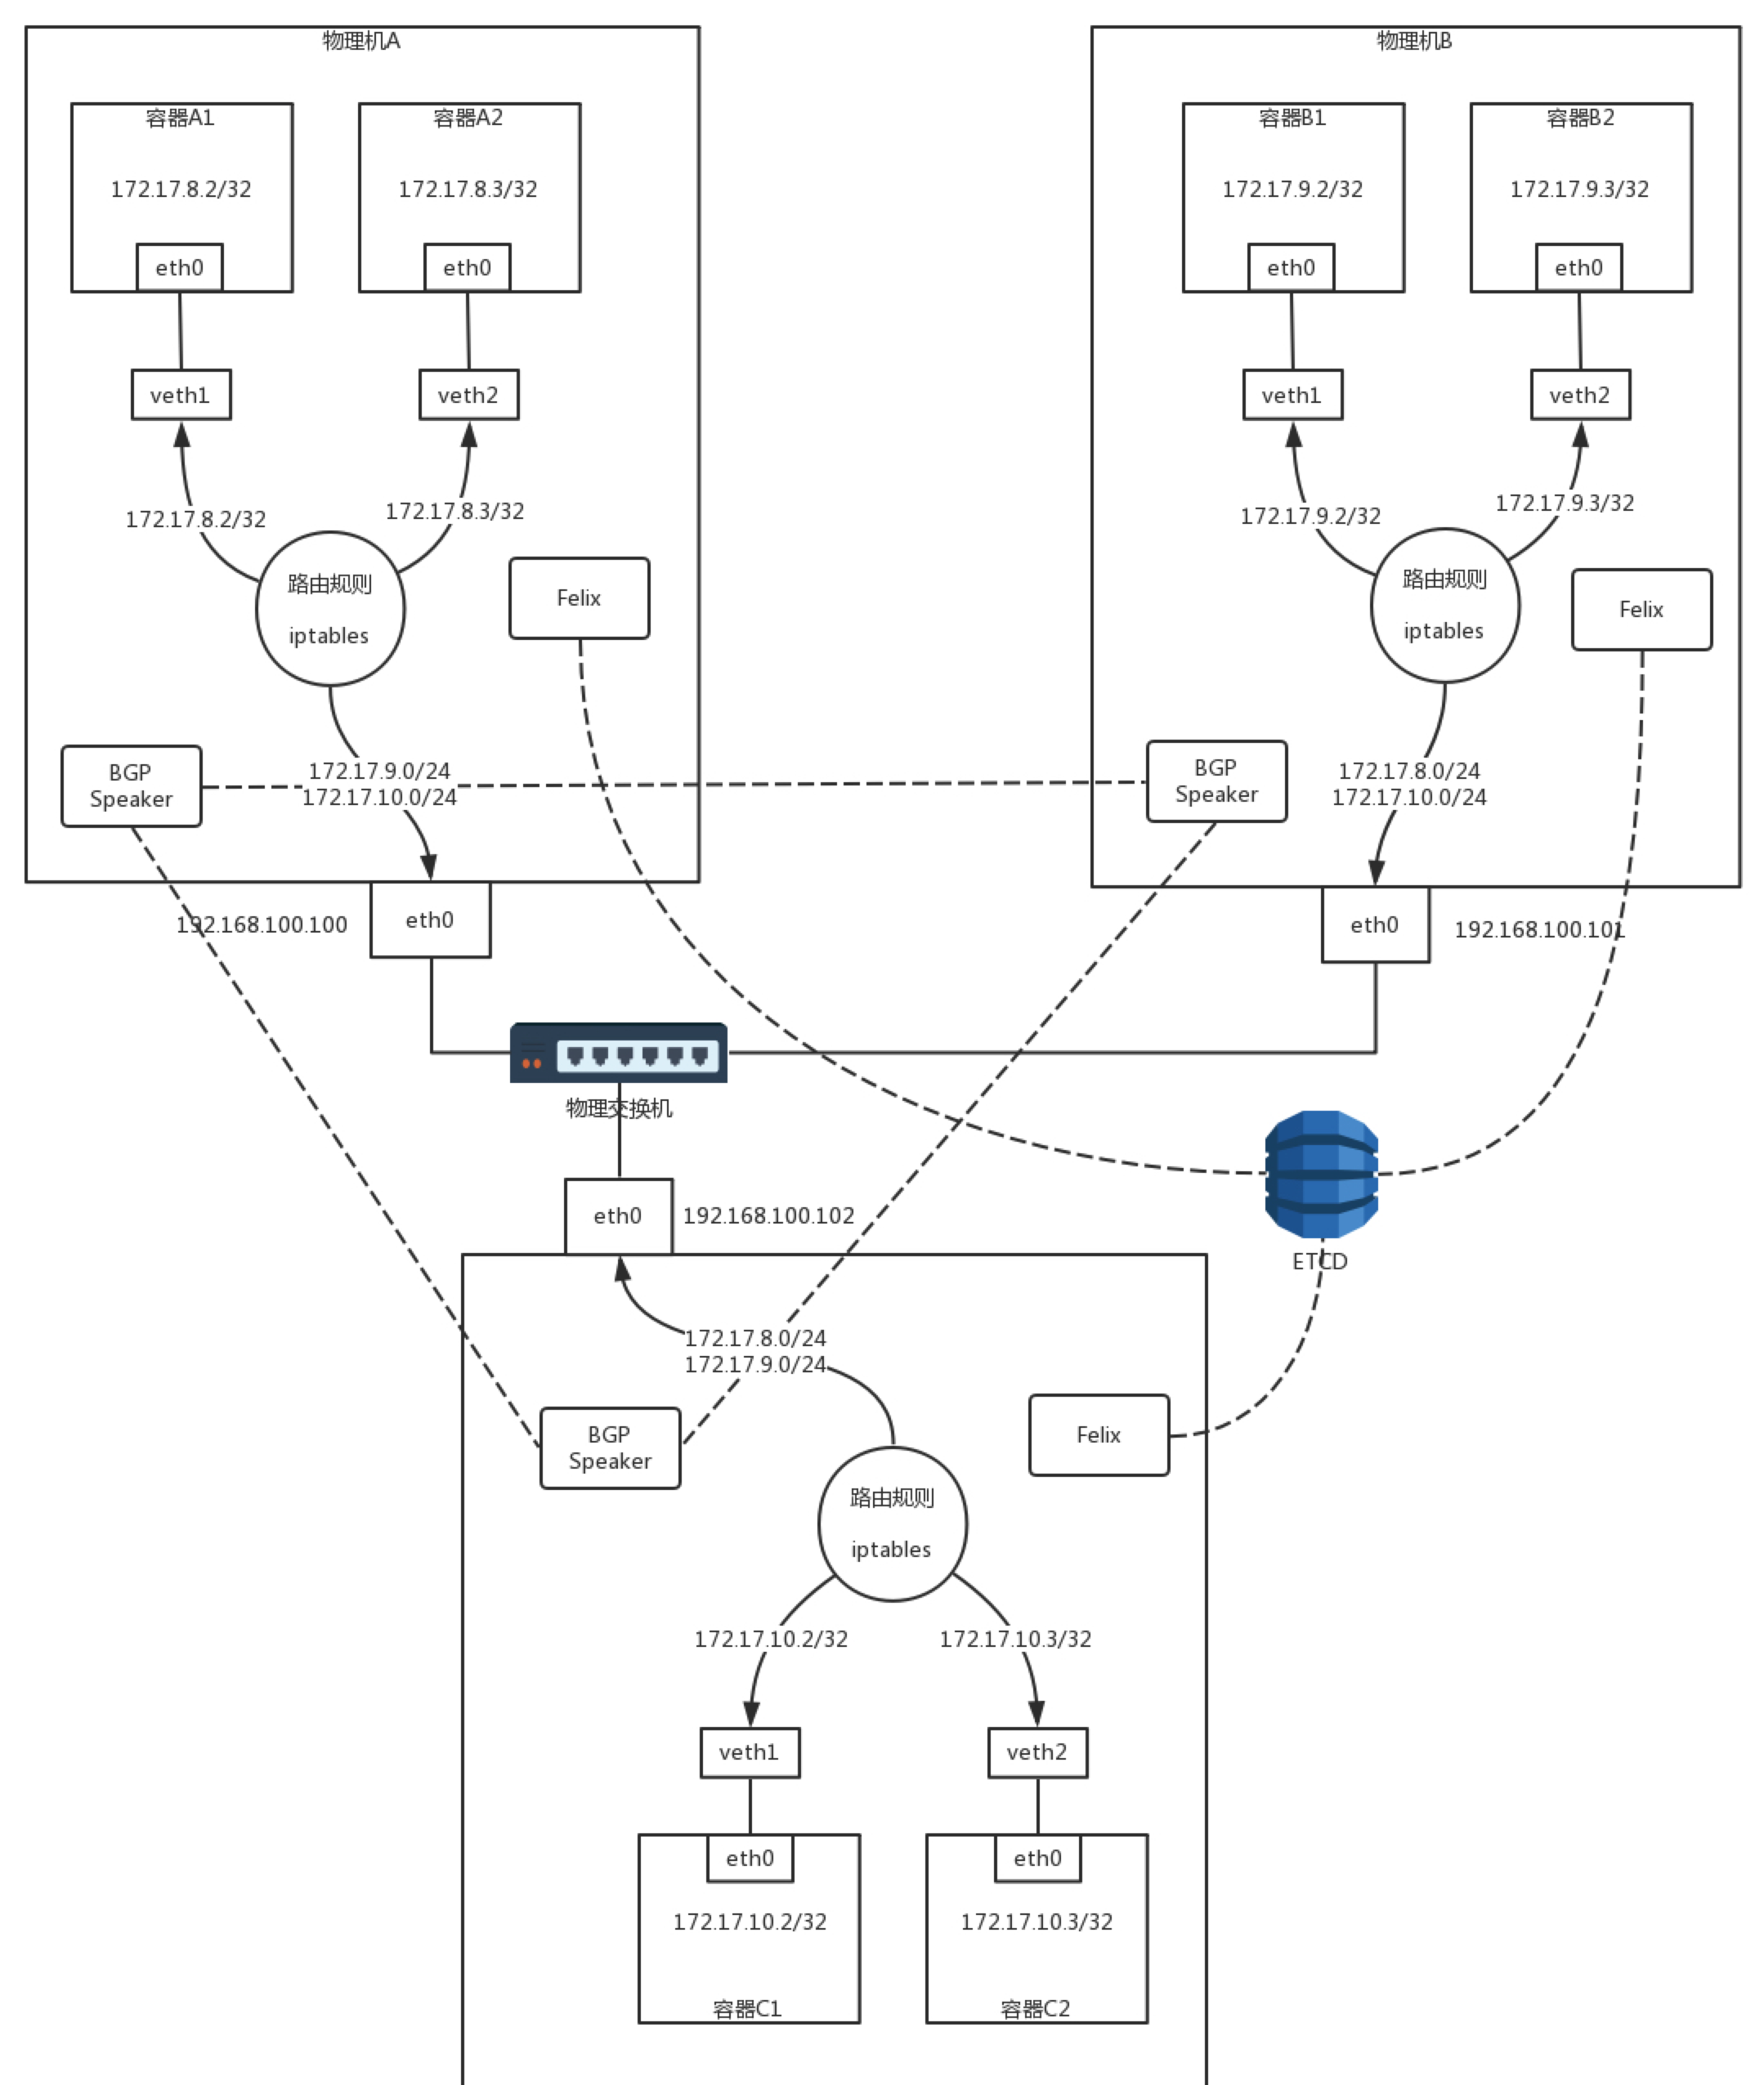 物理机A
容器A1
容器A2
172.17.8.2/32
172.17.8.3/32
eth0
eth0
veth1
veth2
172.17.8.2/32
172.17.8.3/32
路由规则
iptables
Felix
BGP
Speaker
172.17.9.0/24
172.17.10.0/24
192.168.100.100
eth0
物理机B
容器B1
容器B2
172.17.9.2/32
172.17.9.3/32
eth0
eth0
veth1
veth2
172.17.9.2/32
172.17.9.3/32
路由规则
iptables
Felix
BGP
Speaker
172.17.8.0/24
172.17.10.0/24
eth0
192.168.100.101
物理交换机
ETCD
eth0
192.168.100.102
172.17.8.0/24
172.17.9.0/24
BGP
Speaker
Felix
路由规则
iptables
172.17.10.2/32
172.17.10.3/32
veth1
veth2
eth0
eth0
172.17.10.2/32
172.17.10.3/32
容器C1
容器C2